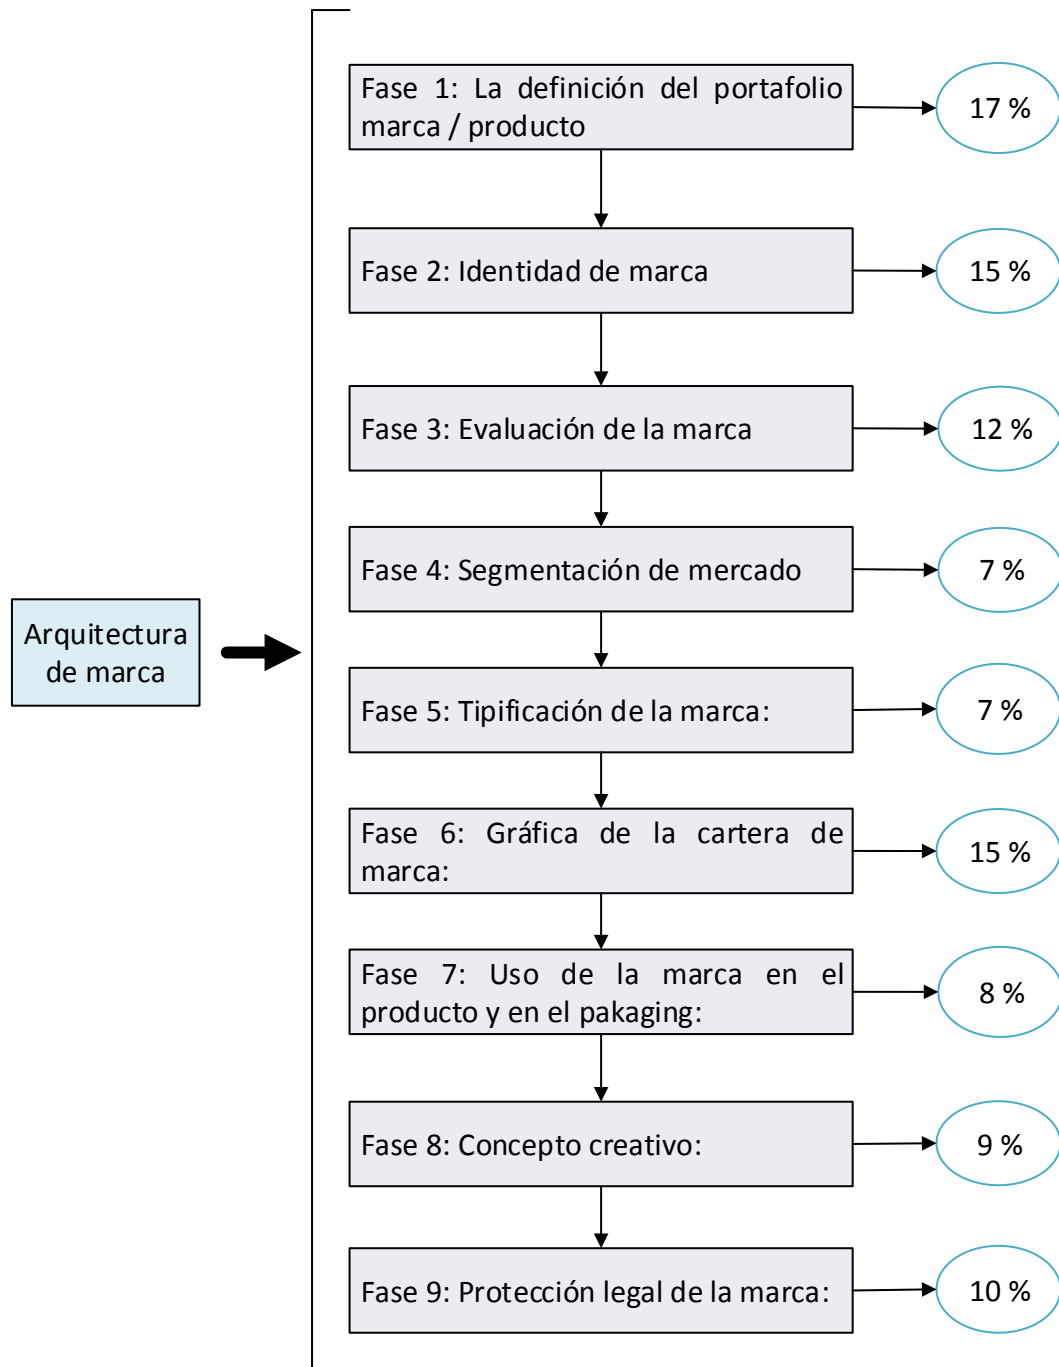 Fase 1: La definición del portafolio
marca / producto
17 %
Fase 2: Identidad de marca
15 %
Fase 3: Evaluación de la marca
12 %
Fase 4: Segmentación de mercado
7 %
Arquitectura
de marca
Fase 5: Tipificación de la marca:
7 %
Fase 6: Gráfica de la cartera de
marca:
15 %
Fase 7: Uso de la marca en el
producto y en el pakaging:
8 %
Fase 8: Concepto creativo:
9 %
Fase 9: Protección legal de la marca:
10 %